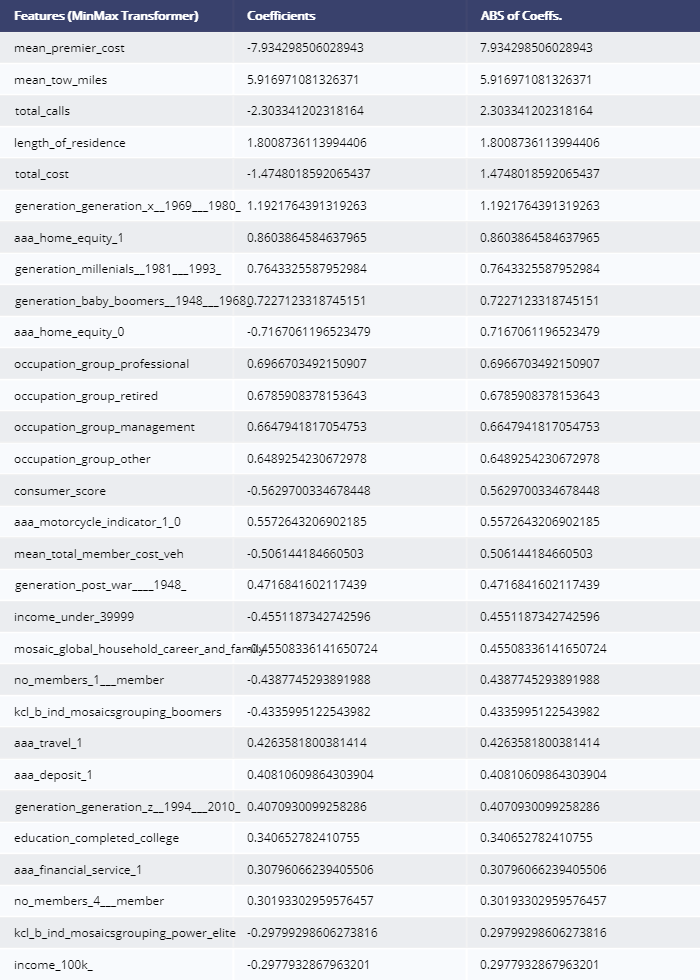 Features (MinMax Transformer) Coefficients ABS of Coeffs.
mean_premier_cost -7.934298506028943 7.934298506028943
mean_tow_miles 5.916971081326371 5.916971081326371
total_calls -2.303341202318164 2.303341202318164
length_of_residence 1.8008736113994406 1.8008736113994406
total_cost -1.4748018592065437 1.4748018592065437
generation_generation_x__1969___1980_ 1.1921764391319263 1.1921764391319263
aaa_home_equity_1 0.8603864584637965 0.8603864584637965
generation_millenials__1981___1993_ 0.7643325587952984 0.7643325587952984
generation_baby_boomers__1948___1968_ 0.7227123318745151 0.7227123318745151
aaa_home_equity_0 -0.7167061196523479 0.7167061196523479
occupation_group_professional 0.6966703492150907 0.6966703492150907
occupation_group_retired 0.6785908378153643 0.6785908378153643
occupation_group_management 0.6647941817054753 0.6647941817054753
occupation_group_other 0.6489254230672978 0.6489254230672978
consumer_score -0.5629700334678448 0.5629700334678448
aaa_motorcycle_indicator_1_0 0.5572643206902185 0.5572643206902185
mean_total_member_cost_veh -0.506144184660503 0.506144184660503
generation_post_war____1948_ 0.4716841602117439 0.4716841602117439
income_under_39999 -0.4551187342742596 0.4551187342742596
mosaic_global_household_career_and_family -0.45508336141650724 0.45508336141650724
no_members_1___member -0.4387745293891988 0.4387745293891988
kcl_b_ind_mosaicsgrouping_boomers -0.4335995122543982 0.4335995122543982
aaa_travel_1 0.4263581800381414 0.4263581800381414
aaa_deposit_1 0.40810609864303904 0.40810609864303904
generation_generation_z__1994___2010_ 0.4070930099258286 0.4070930099258286
education_completed_college 0.340652782410755 0.340652782410755
aaa_financial_service_1 0.30796066239405506 0.30796066239405506
no_members_4___member 0.30193302959576457 0.30193302959576457
kcl_b_ind_mosaicsgrouping_power_elite -0.29799298606273816 0.29799298606273816
income_100k_ -0.2977932867963201 0.2977932867963201